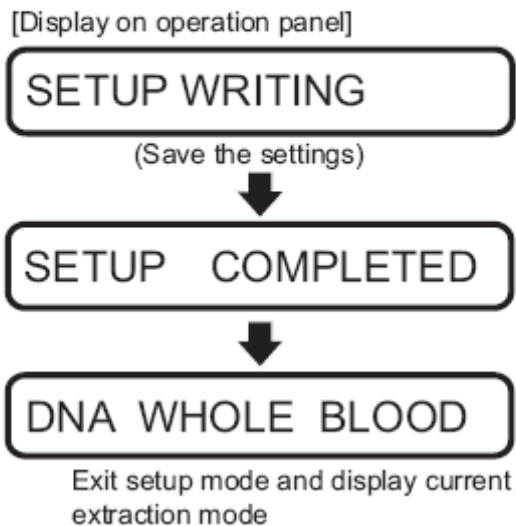 [Display on operation panel]
SETUP WRITING
(Save the settings)
SETUP COMPLETED
DNA WHOLE BLOOD
Exit setup mode and display current
extraction mode